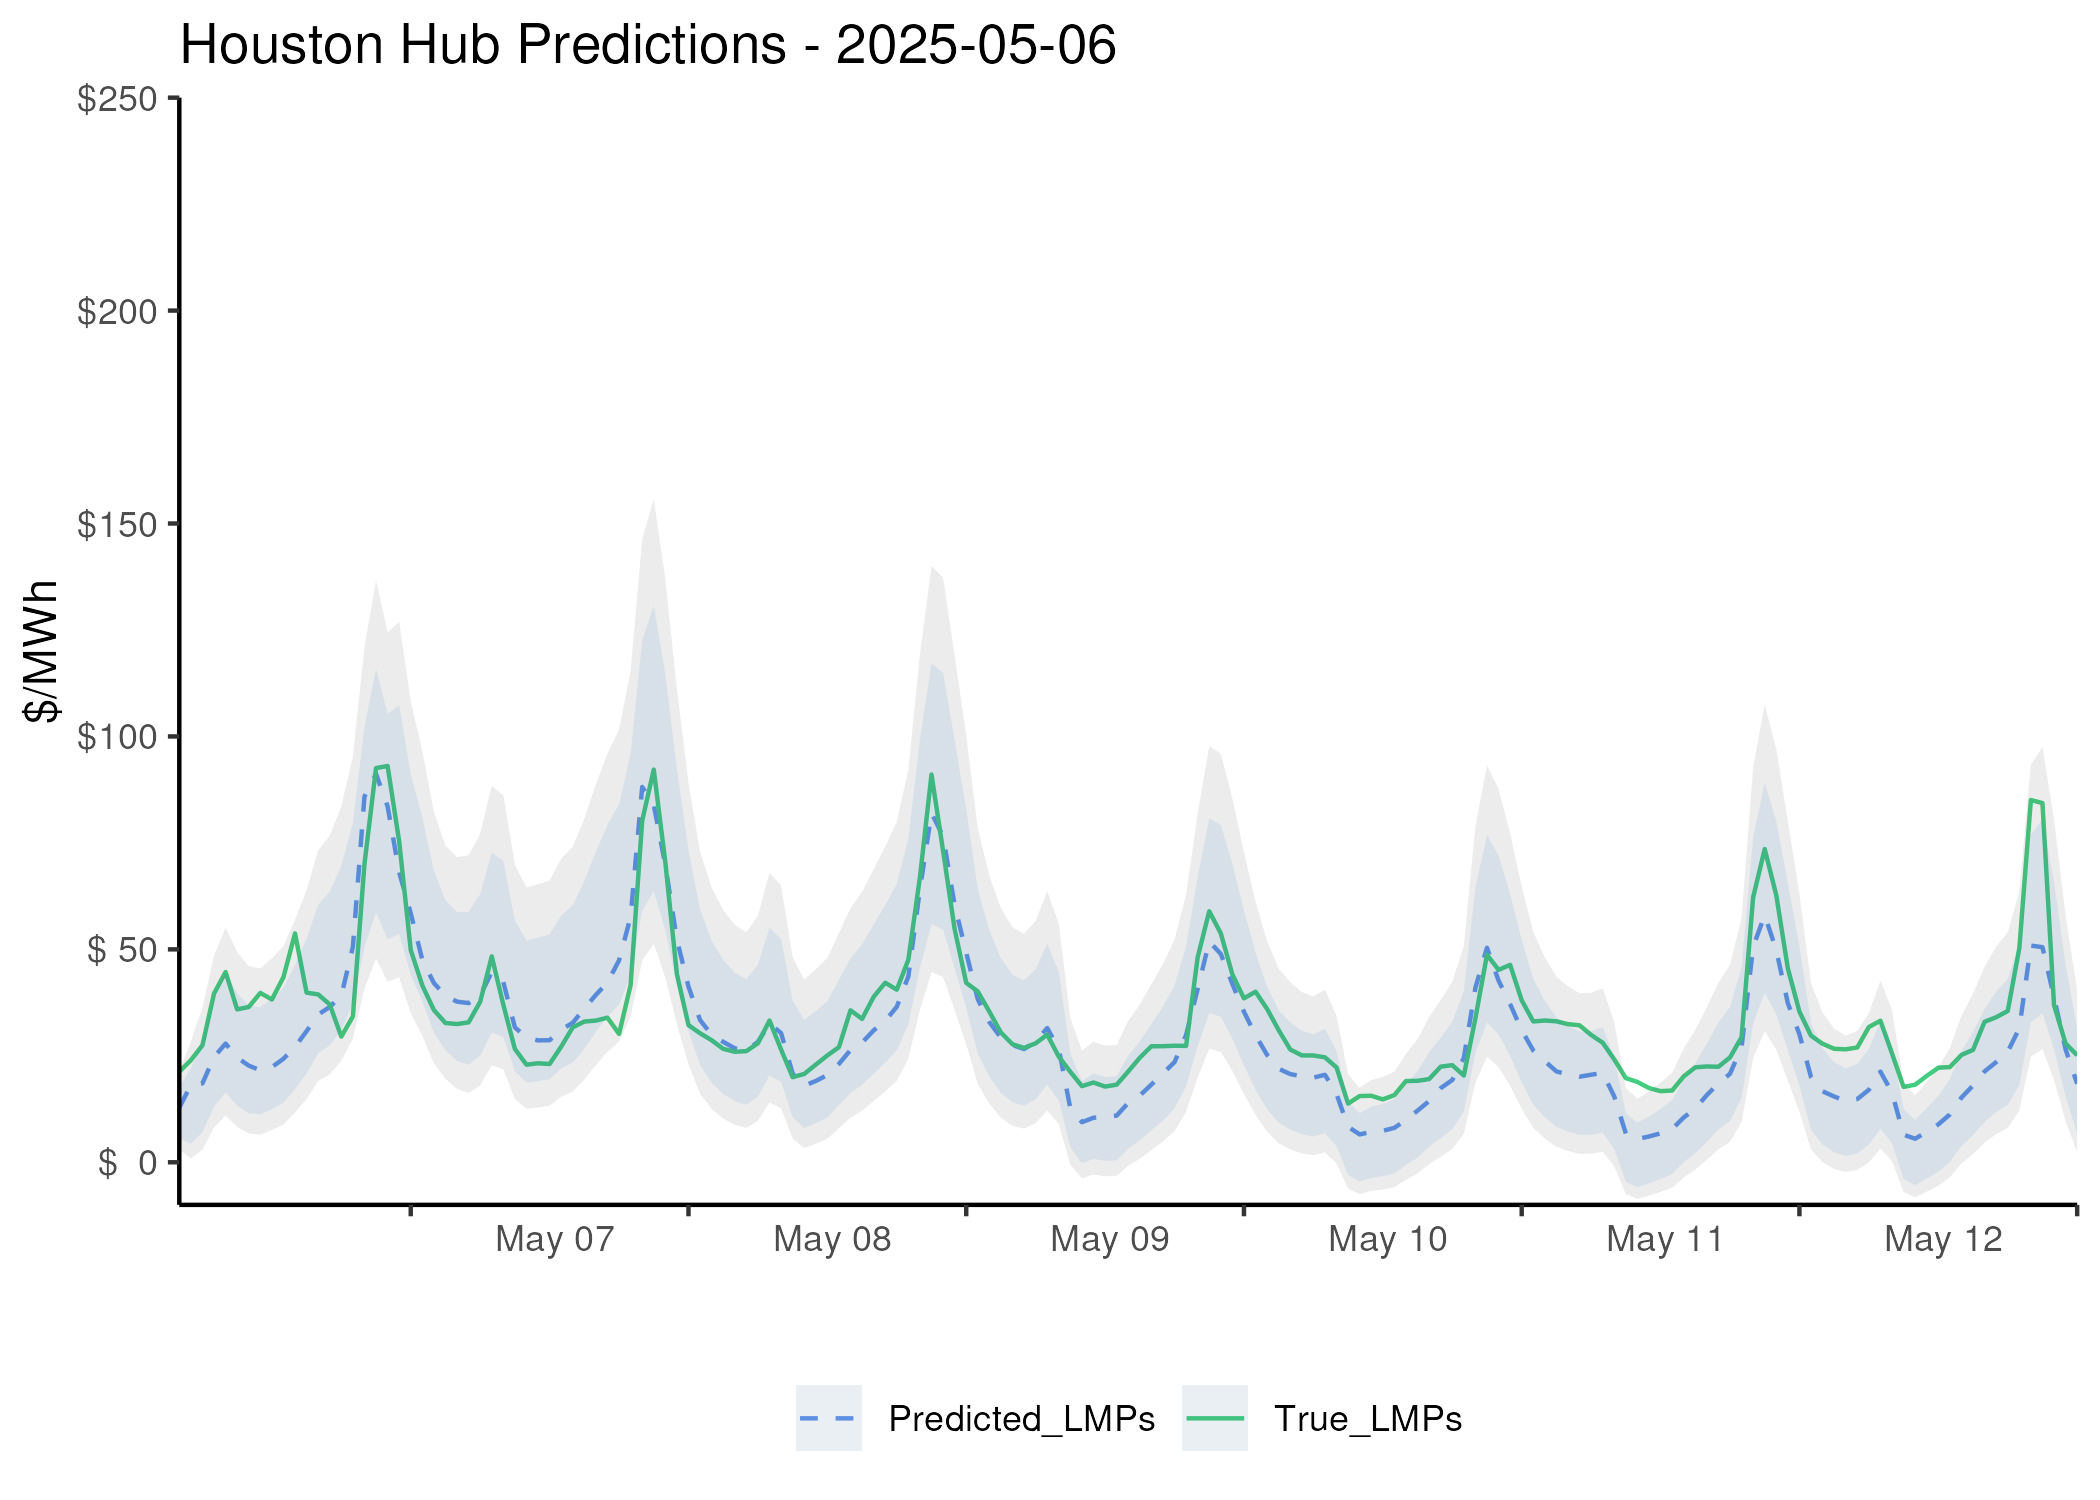 Houston Hub Predictions - 2025-05-06
$250
$200
$150
$100
$ 50
$  0
$/MWh
May 07
May 08
May 09
May 10
May 11
May 12
Predicted_LMPs
True_LMPs